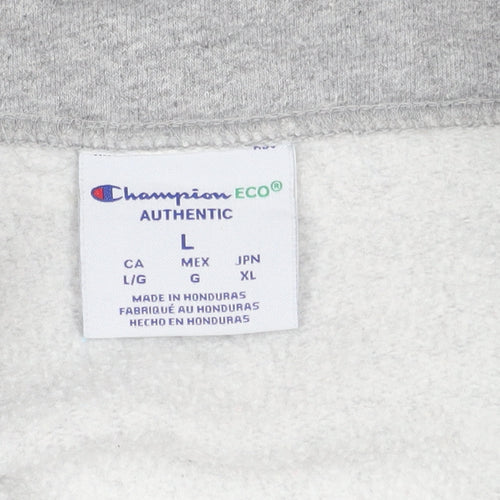 Champion ECO®
AUTHENTIC
L
CA MEX JPN
L/G G XL
MADE IN HONDURAS
FABRIQUÉ AU HONDURAS
HECHO EN HONDURAS